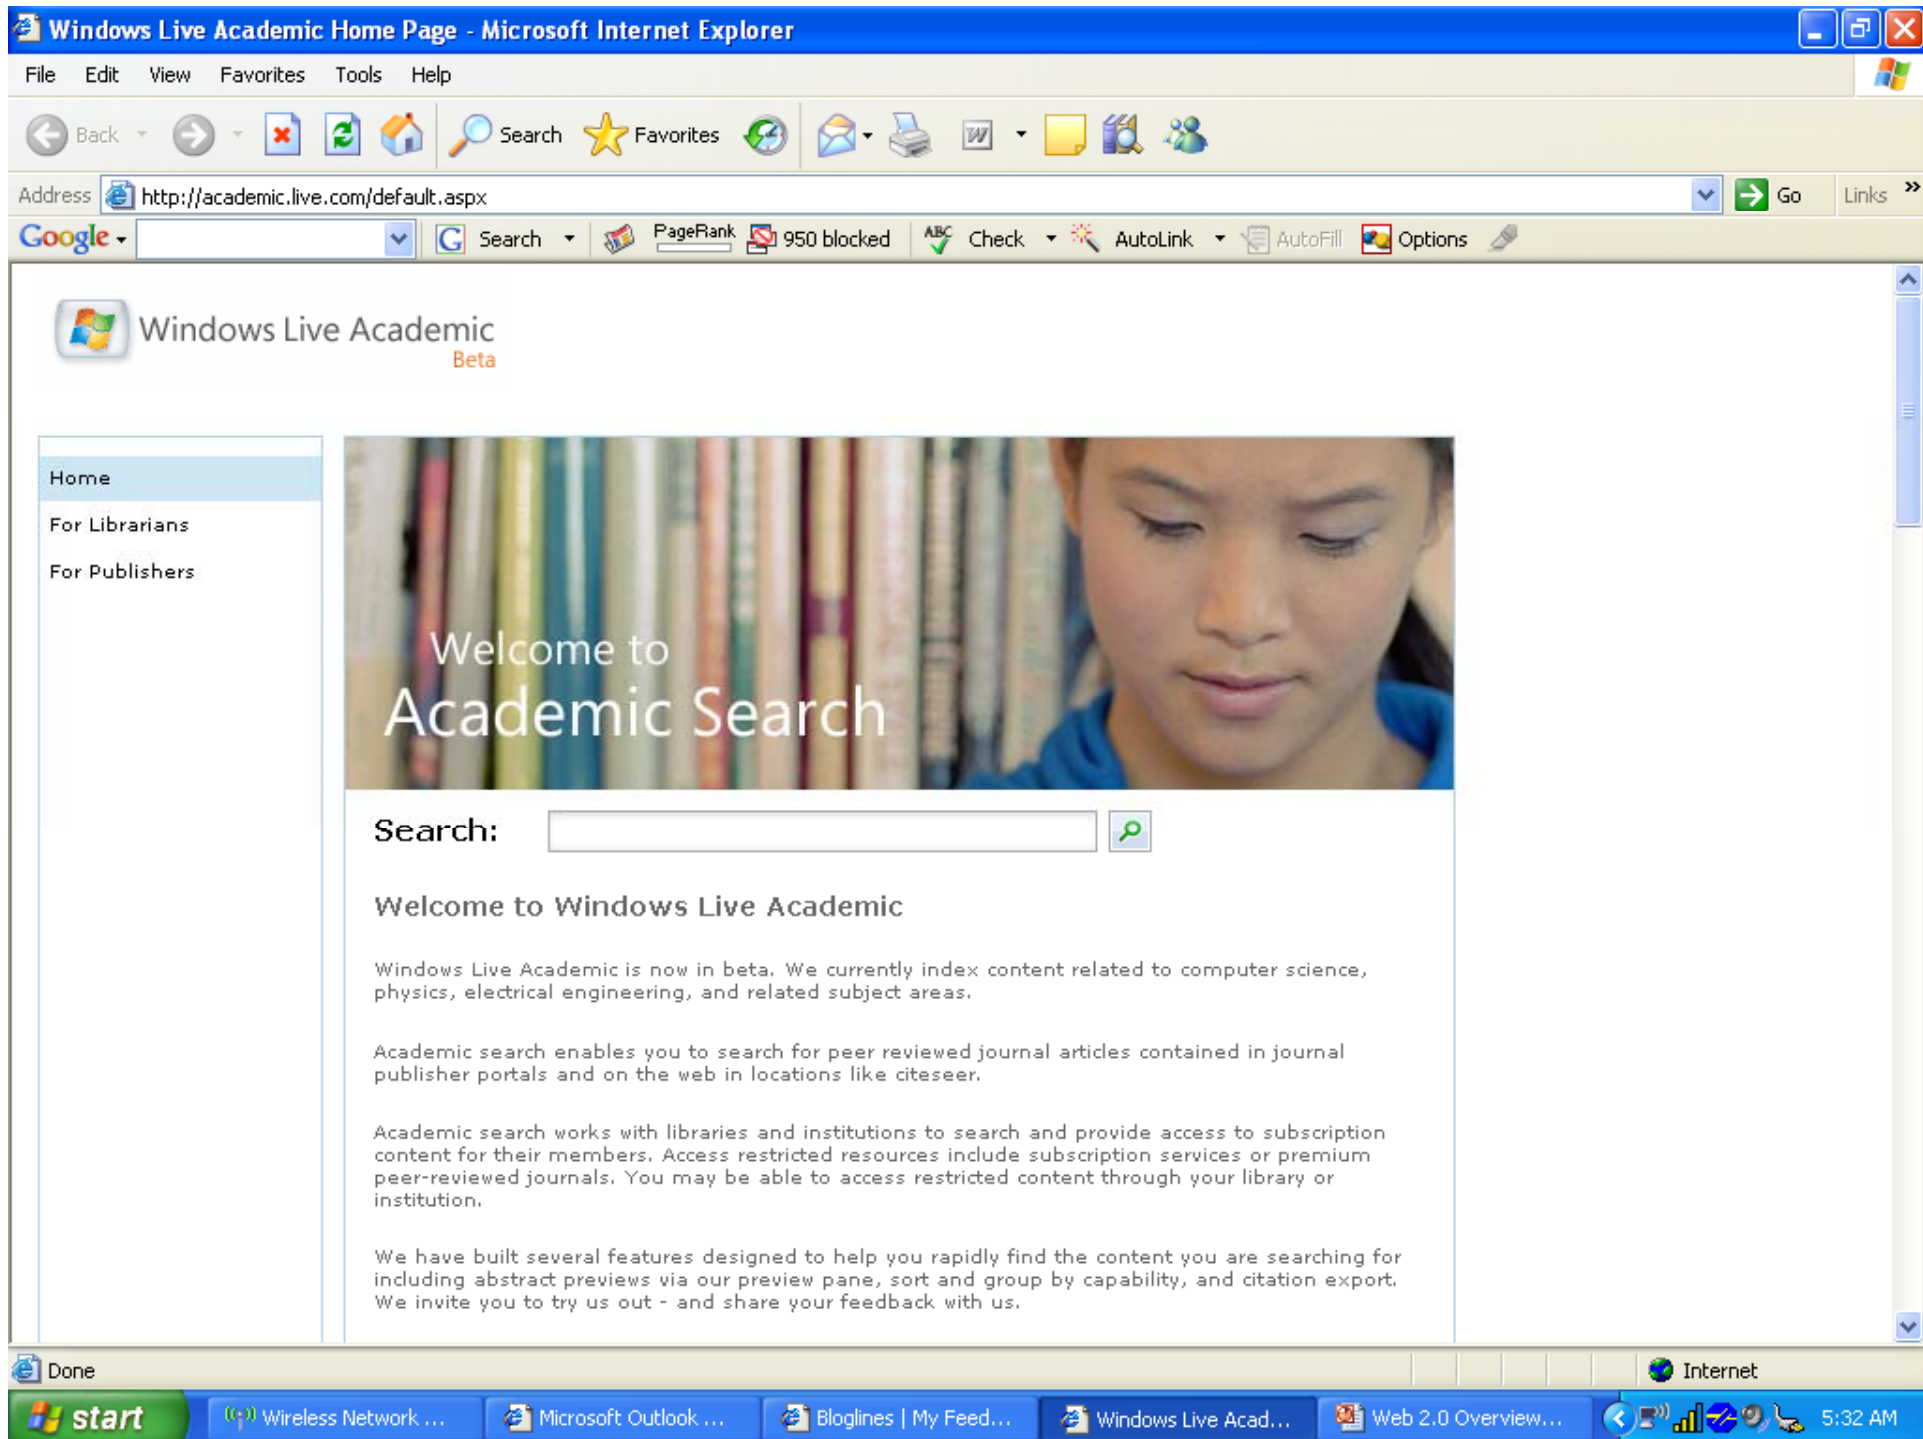 Windows Live Academic Home Page - Microsoft Internet Explorer
File Edit View Favorites Tools Help
Back Search Favorites
Address http://academic.live.com/default.aspx Go Links »
Google Search PageRank 950 blocked ABC Check AutoLink AutoFill Options
Windows Live Academic
Beta
Home
For Librarians
For Publishers
Welcome to
Academic Search
Search:
Welcome to Windows Live Academic
Windows Live Academic is now in beta. We currently index content related to computer science,
physics, electrical engineering, and related subject areas.
Academic search enables you to search for peer reviewed journal articles contained in journal
publisher portals and on the web in locations like citeseer.
Academic search works with libraries and institutions to search and provide access to subscription
content for their members. Access restricted resources include subscription services or premium
peer-reviewed journals. You may be able to access restricted content through your library or
institution.
We have built several features designed to help you rapidly find the content you are searching for
including abstract previews via our preview pane, sort and group by capability, and citation export.
We invite you to try us out - and share your feedback with us.
Done Internet
start Wireless Network ... Microsoft Outlook ... Bloglines | My Feed... Windows Live Acad... Web 2.0 Overview... 5:32 AM